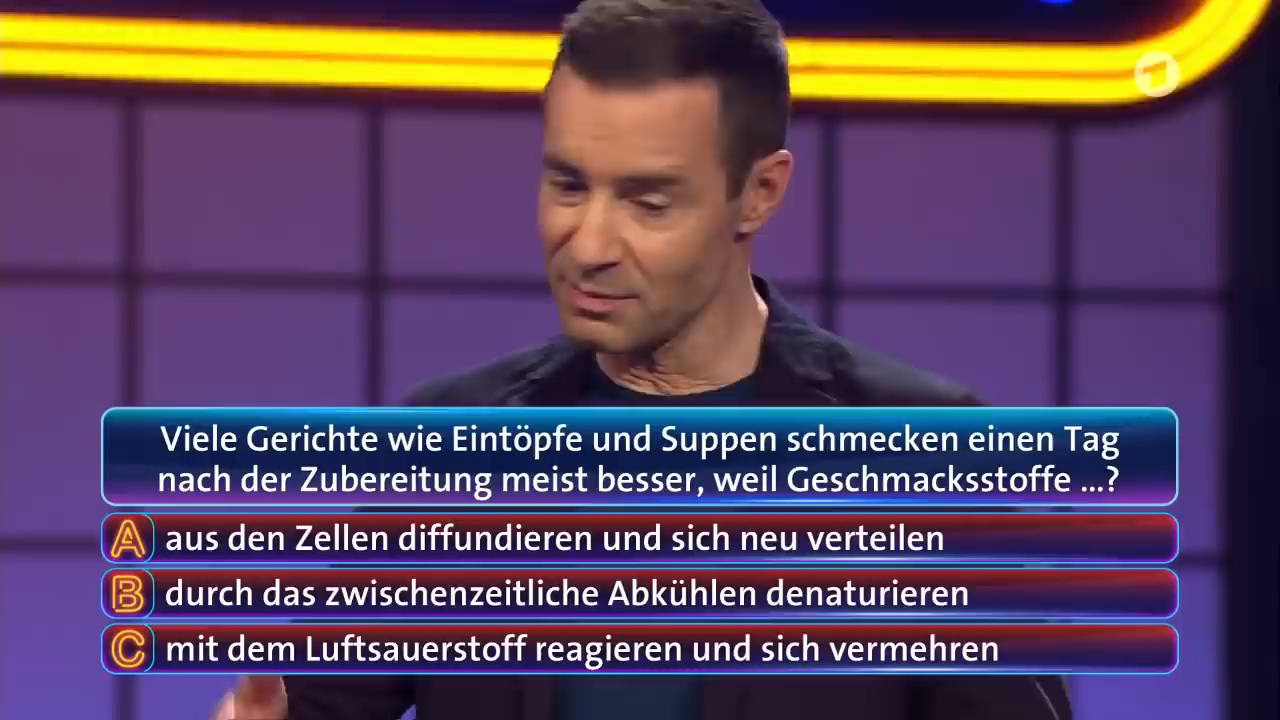 Viele Gerichte wie Eintöpfe und Suppen schmecken einen Tag
nach der Zubereitung meist besser, weil Geschmacksstoffe ...?
A aus den Zellen diffundieren und sich neu verteilen
B durch das zwischenzeitliche Abkühlen denaturieren
C mit dem Luftsauerstoff reagieren und sich vermehren